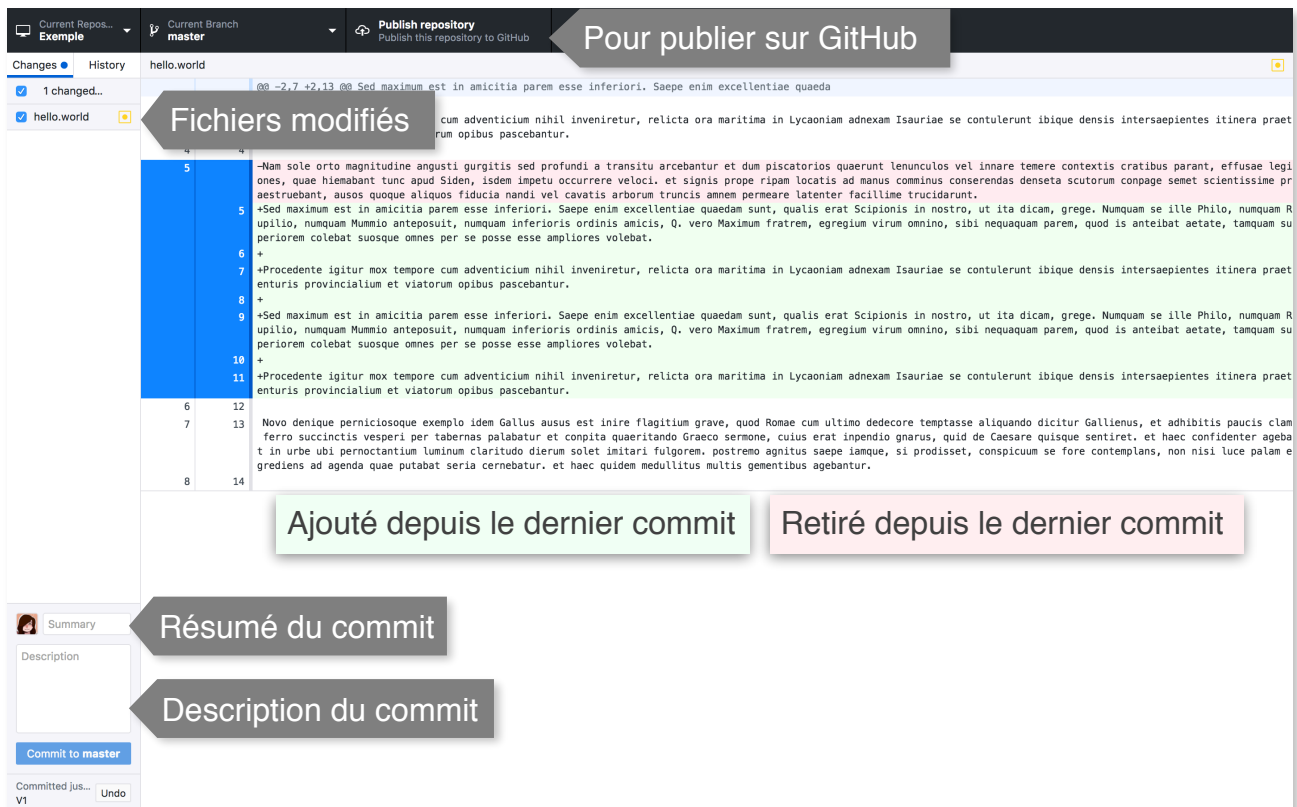 Current Repos...
Exemple
Current Branch
master
Publish repository
Publish this repository to GitHub
Pour publier sur GitHub
Changes
History
hello.world
1 changed...
@@ -2,7 +2,13 @@ Sed maximum est in amicitia parem esse inferiori. Saepe enim excellentiae quaeda
hello.world
Fichiers modifiés
cum adventicium nihil inveniretur, relicta ora maritima in Lycaoniam adnexam Isauriae se contulerunt ibique densis intersaepientes itinera praet
rum opibus pascebantur.
4 4
5 -Nam sole orto magnitudine angusti gurgitis sed profundi a transitu arcebantur et dum piscatorios quaerunt lenunculos vel innare temere contextis cratibus parant, effusae legi
ones, quae hiemabant tunc apud Siden, isdem impetu occurrere veloci. et signis prope ripam locatis ad manus comminus conserendas denseta scutorum conpage semet scientissime pr
aestruebant, ausos quoque aliquos fiducia nandi vel cavatis arborum truncis amnem permeare latenter facillime trucidarunt.
5 +Sed maximum est in amicitia parem esse inferiori. Saepe enim excellentiae quaedam sunt, qualis erat Scipionis in nostro, ut ita dicam, grege. Numquam se ille Philo, numquam R
upilio, numquam Mummio anteposuit, numquam inferioris ordinis amicis, Q. vero Maximum fratrem, egregium virum omnino, sibi nequaquam parem, quod is anteibat aetate, tamquam su
periorem colebat suosque omnes per se posse esse ampliores volebat.
6 +
7 +Procedente igitur mox tempore cum adventicium nihil inveniretur, relicta ora maritima in Lycaoniam adnexam Isauriae se contulerunt ibique densis intersaepientes itinera praet
enturis provincialium et viatorum opibus pascebantur.
8 +
9 +Sed maximum est in amicitia parem esse inferiori. Saepe enim excellentiae quaedam sunt, qualis erat Scipionis in nostro, ut ita dicam, grege. Numquam se ille Philo, numquam R
upilio, numquam Mummio anteposuit, numquam inferioris ordinis amicis, Q. vero Maximum fratrem, egregium virum omnino, sibi nequaquam parem, quod is anteibat aetate, tamquam su
periorem colebat suosque omnes per se posse esse ampliores volebat.
10 +
11 +Procedente igitur mox tempore cum adventicium nihil inveniretur, relicta ora maritima in Lycaoniam adnexam Isauriae se contulerunt ibique densis intersaepientes itinera praet
enturis provincialium et viatorum opibus pascebantur.
6 12
7 13 Novo denique perniciosoque exemplo idem Gallus ausus est inire flagitium grave, quod Romae cum ultimo dedecore temptasse aliquando dicitur Gallienus, et adhibitis paucis clam
ferro succinctis vesperi per tabernas palabatur et conpita quaeritando Graeco sermone, cuius erat inpendio gnarus, quid de Caesare quisque sentiret. et haec confidenter ageba
t in urbe ubi pernoctantium luminum claritudo dierum solet imitari fulgorem. postremo agnitus saepe iamque, si prodisset, conspicuum se fore contemplans, non nisi luce palam e
grediens ad agenda quae putabat seria cernebatur. et haec quidem medullitus multis gementibus agebantur.
8 14
Ajouté depuis le dernier commit
Retiré depuis le dernier commit
Summary
Résumé du commit
Description
Description du commit
Commit to master
Committed jus...
V1
Undo